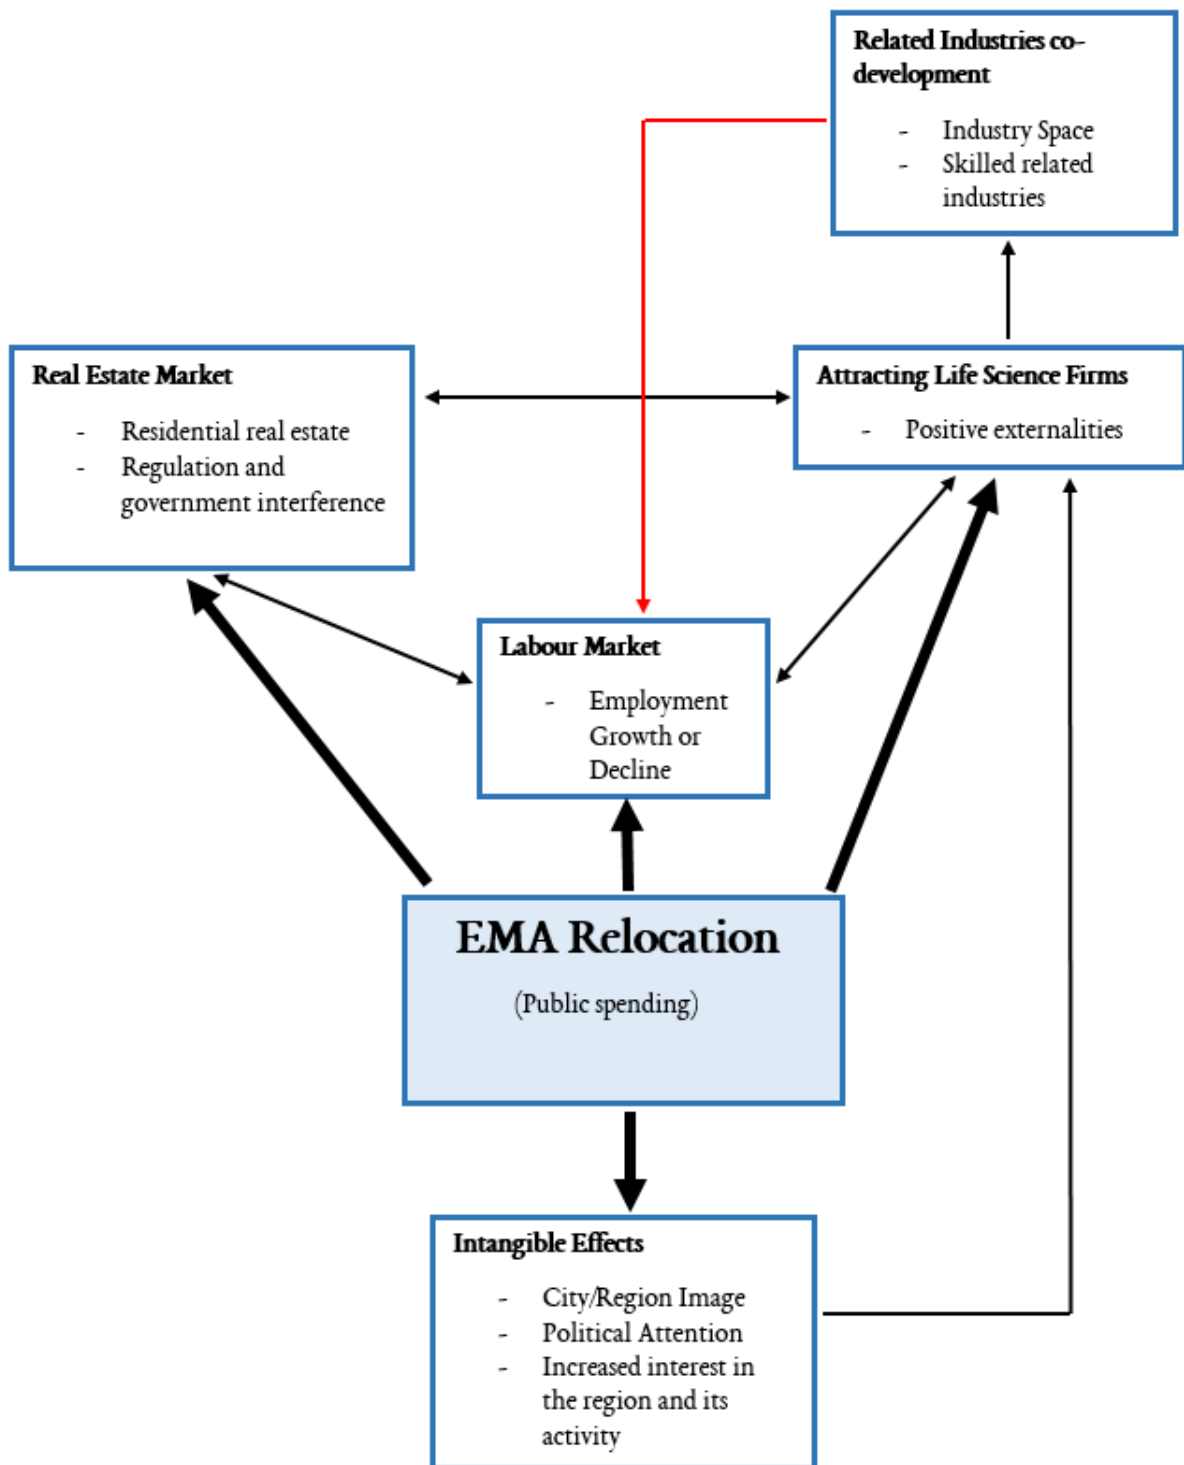 Related Industries co-
development
- Industry Space
- Skilled related
industries
Real Estate Market
- Residential real estate
- Regulation and
government interference
Attracting Life Science Firms
- Positive externalities
Labour Market
- Employment
Growth or
Decline
EMA Relocation
(Public spending)
Intangible Effects
- City/Region Image
- Political Attention
- Increased interest in
the region and its
activity